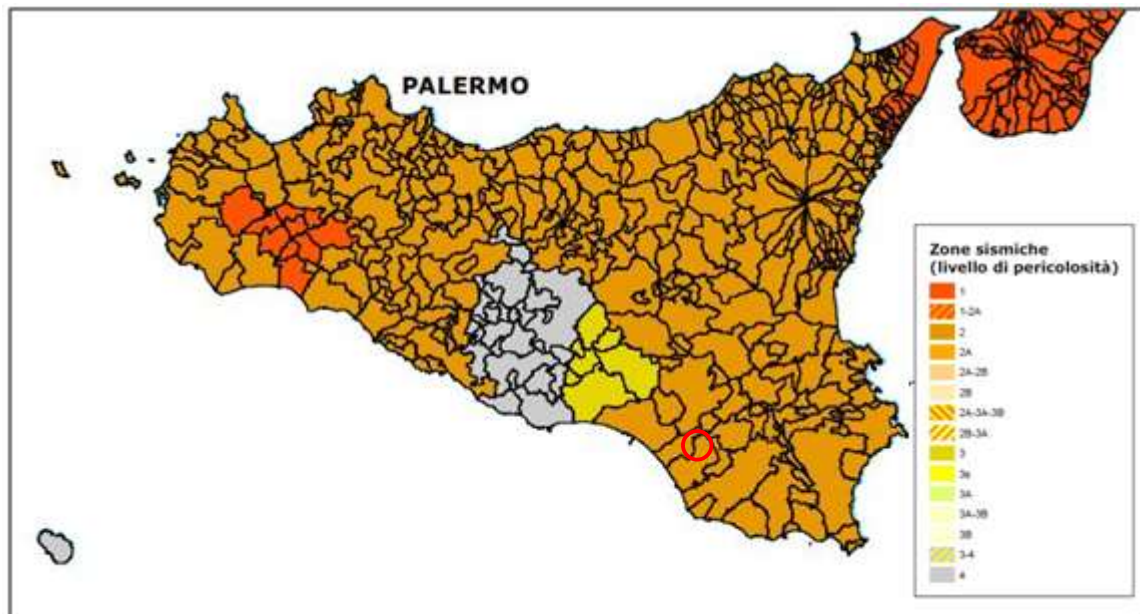 PALERMO
Zone sismiche
(livello di pericolosità)
1
1-2A
2
2A
2A-2B
2B
2A-3A-3B
2B-3A
3
3s
3A
3A-3B
3B
3-4
4